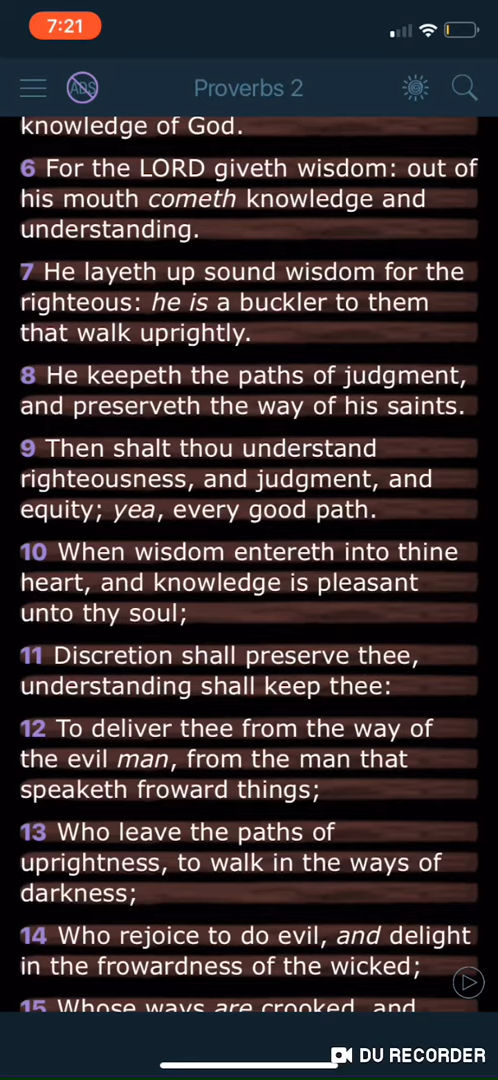 7:21
ADS
Proverbs 2
knowledge of God.
6 For the LORD giveth wisdom: out of
his mouth cometh knowledge and
understanding.
7 He layeth up sound wisdom for the
righteous: he is a buckler to them
that walk uprightly.
8 He keepeth the paths of judgment,
and preserveth the way of his saints.
9 Then shalt thou understand
righteousness, and judgment, and
equity; yea, every good path.
10 When wisdom entereth into thine
heart, and knowledge is pleasant
unto thy soul;
11 Discretion shall preserve thee,
understanding shall keep thee:
12 To deliver thee from the way of
the evil man, from the man that
speaketh froward things;
13 Who leave the paths of
uprightness, to walk in the ways of
darkness;
14 Who rejoice to do evil, and delight
in the frowardness of the wicked;
15 Whose ways are crooked, and
DU RECORDER